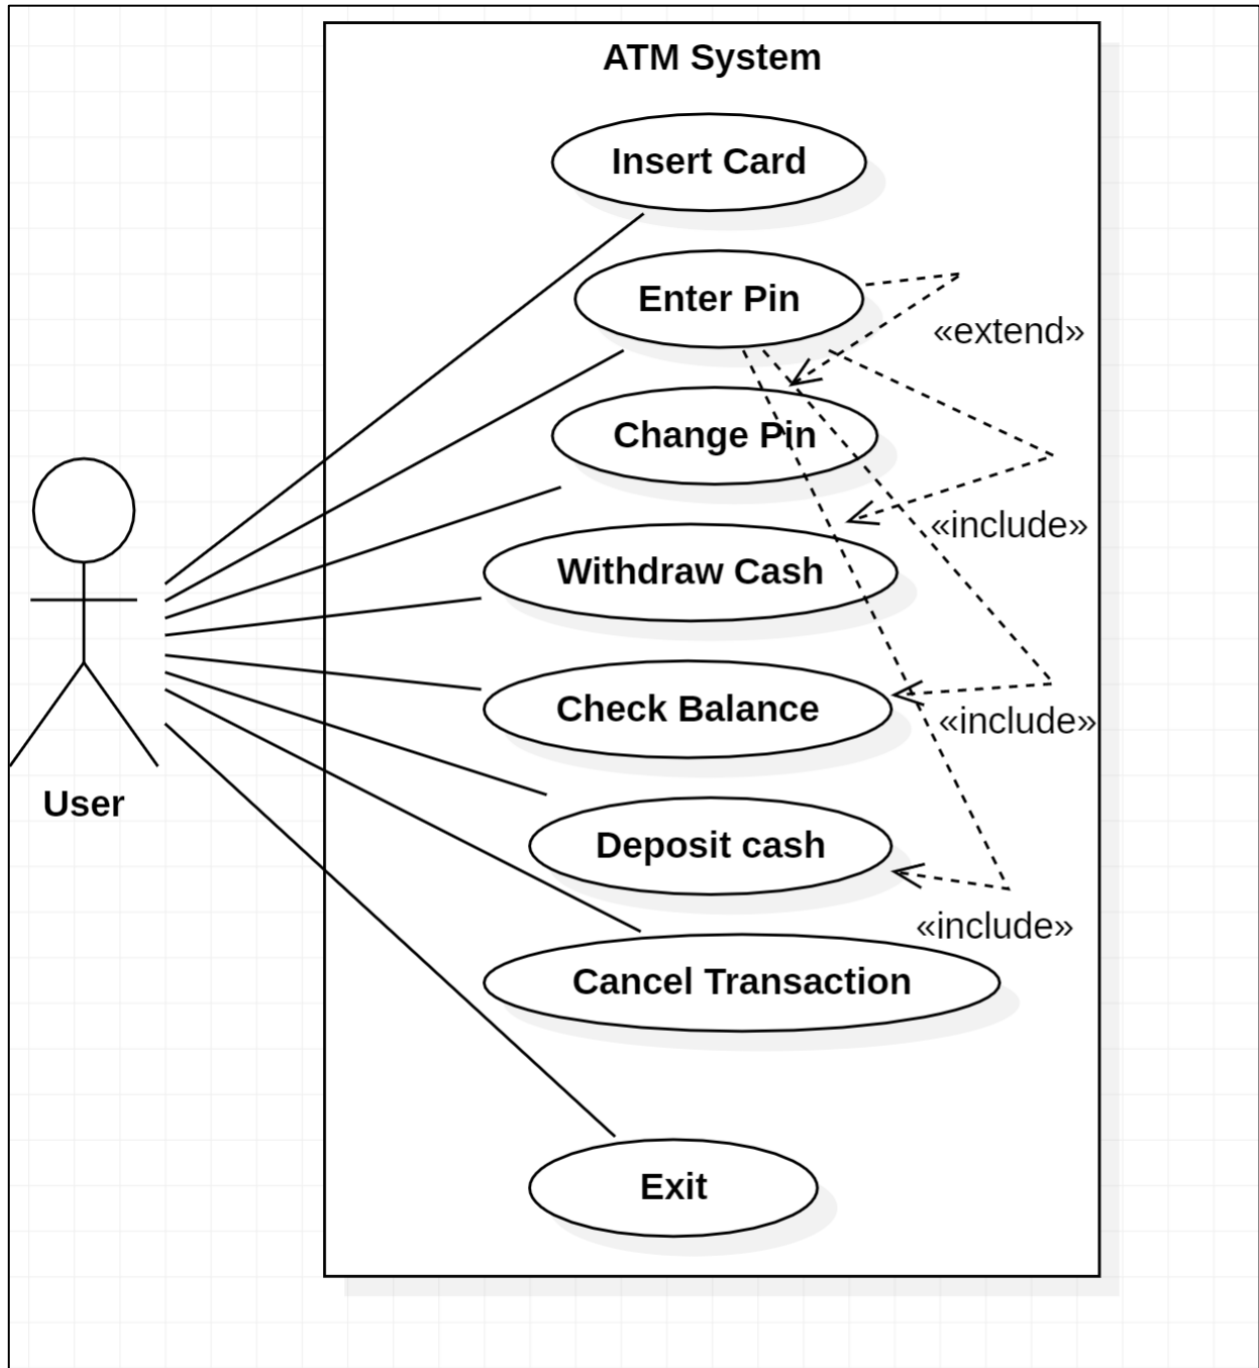 ATM System
Insert Card
Enter Pin
«extend»
Change Pin
«include»
Withdraw Cash
Check Balance
«include»
User
Deposit cash
«include»
Cancel Transaction
Exit